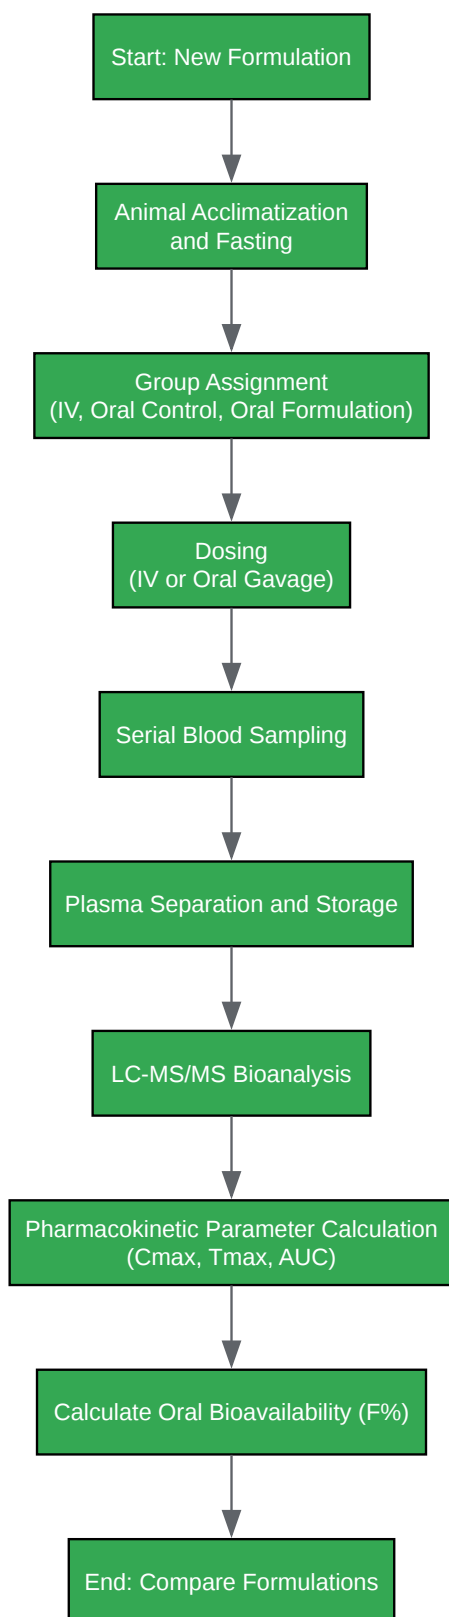 Start: New Formulation
Animal Acclimatization
and Fasting
Group Assignment
(IV, Oral Control, Oral Formulation)
Dosing
(IV or Oral Gavage)
Serial Blood Sampling
Plasma Separation and Storage
LC-MS/MS Bioanalysis
Pharmacokinetic Parameter Calculation
(Cmax, Tmax, AUC)
Calculate Oral Bioavailability (F%)
End: Compare Formulations